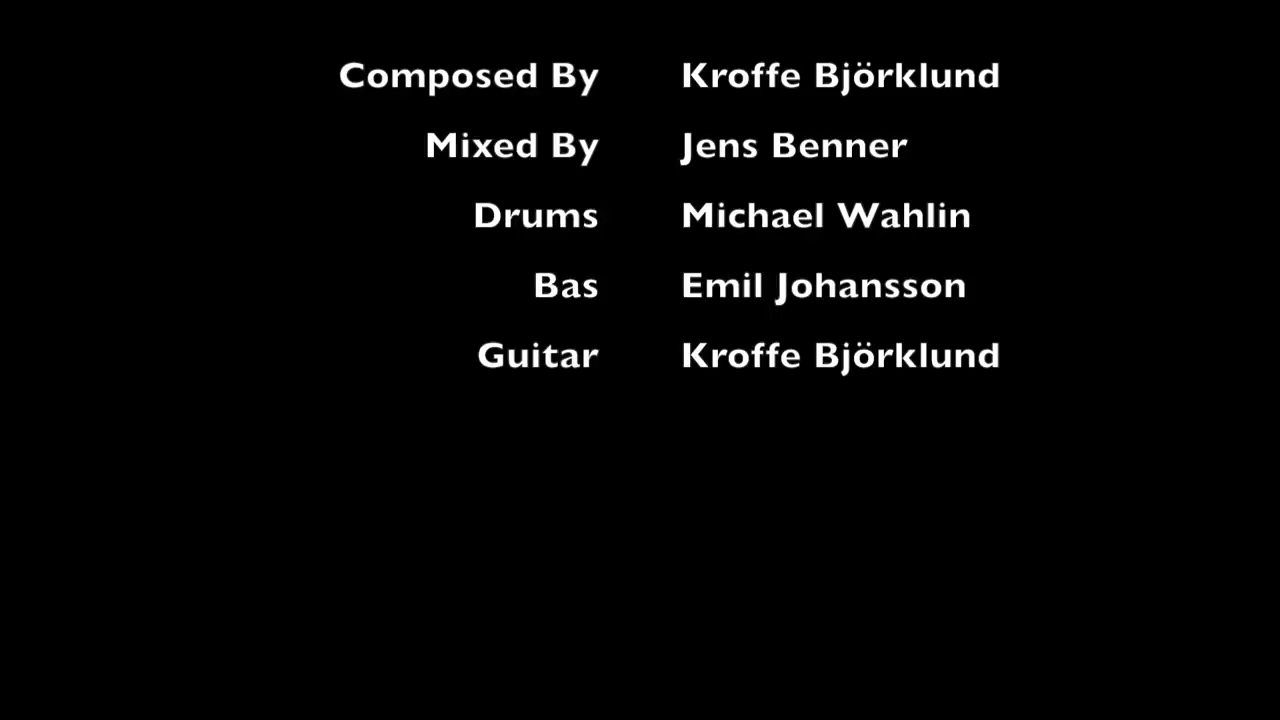 Composed By Kroffe Björklund
Mixed By Jens Benner
Drums Michael Wahlin
Bas Emil Johansson
Guitar Kroffe Björklund